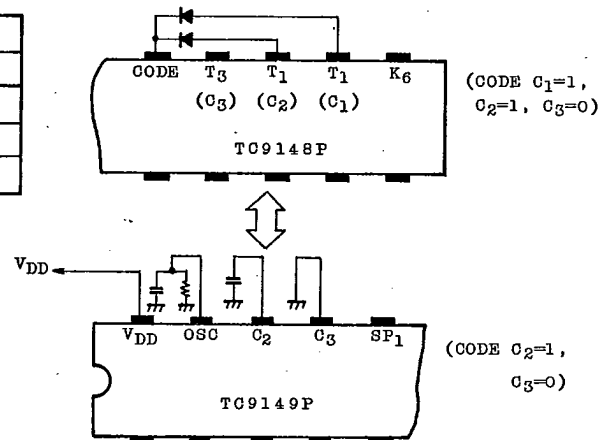 CODE T3 T1 T1 K6
(C3) (C2) (C1)
(CODE C1=1,
C2=1, C3=0)
TC9148P
VDD
VDD OSC C2 C3 SP1
(CODE C2=1,
C3=0)
TC9149P